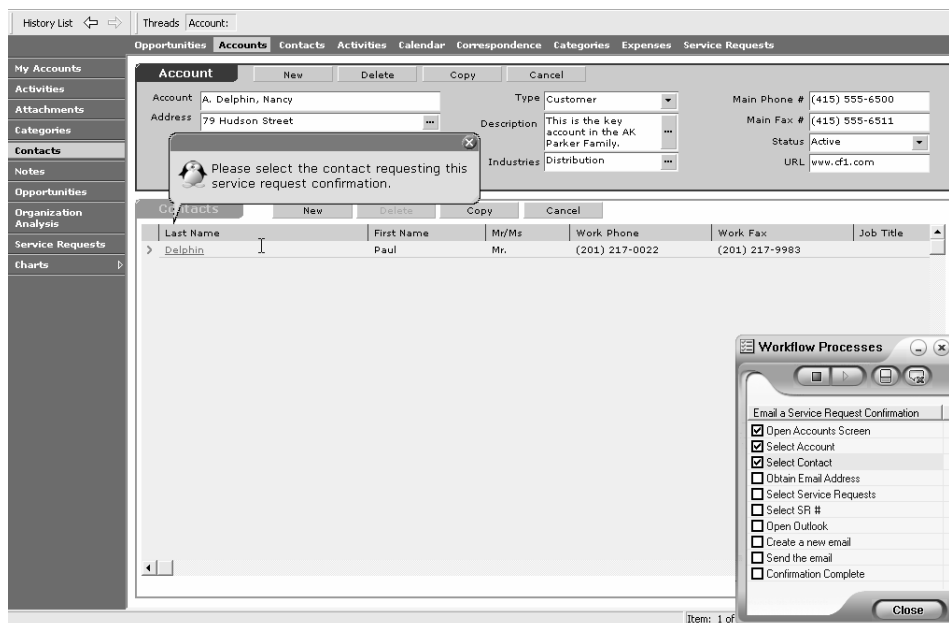 History List
Threads Account:
Opportunities Accounts Contacts Activities Calendar Correspondence Categories Expenses Service Requests
My Accounts
Activities
Attachments
Categories
Contacts
Notes
Opportunities
Organization
Analysis
Service Requests
Charts
Account New Delete Copy Cancel
Account A. Delphin, Nancy
Address 79 Hudson Street
Type Customer
Description This is the key
account in the AK
Parker Family.
Industries Distribution
Main Phone # (415) 555-6500
Main Fax # (415) 555-6511
Status Active
URL www.cf1.com
Please select the contact requesting this
service request confirmation.
Contacts New Delete Copy Cancel
Last Name First Name Mr/Ms Work Phone Work Fax Job Title
Delphin Paul Mr. (201) 217-0022 (201) 217-9983
Workflow Processes
Email a Service Request Confirmation
Open Accounts Screen
Select Account
Select Contact
Obtain Email Address
Select Service Requests
Select SR #
Open Outlook
Create a new email
Send the email
Confirmation Complete
Close
Item: 1 of